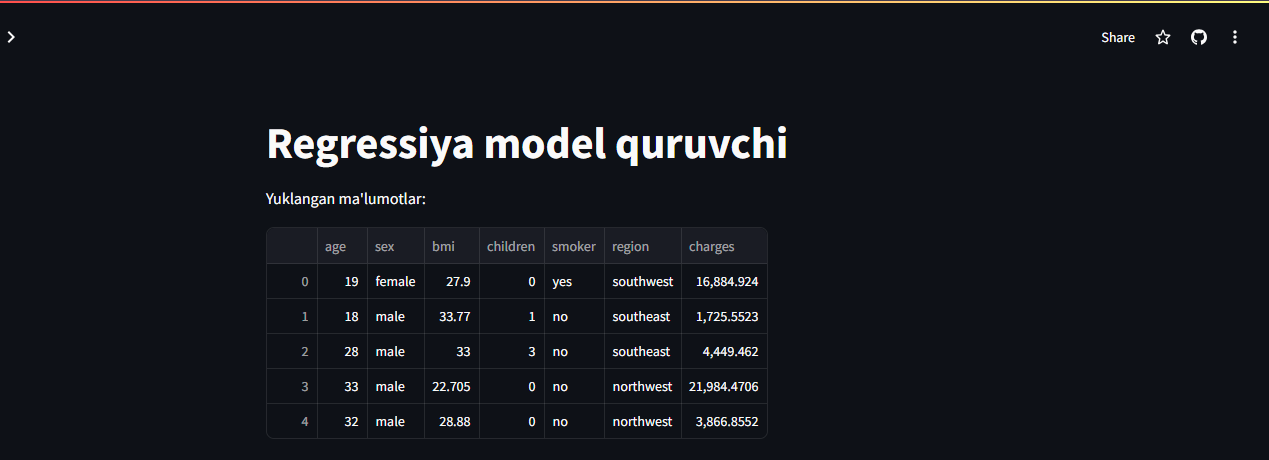 Share
Regressiya model quruvchi
Yuklangan ma'lumotlar:
age sex bmi children smoker region charges
0 19 female 27.9 0 yes southwest 16,884.924
1 18 male 33.77 1 no southeast 1,725.5523
2 28 male 33 3 no southeast 4,449.462
3 33 male 22.705 0 no northwest 21,984.4706
4 32 male 28.88 0 no northwest 3,866.8552